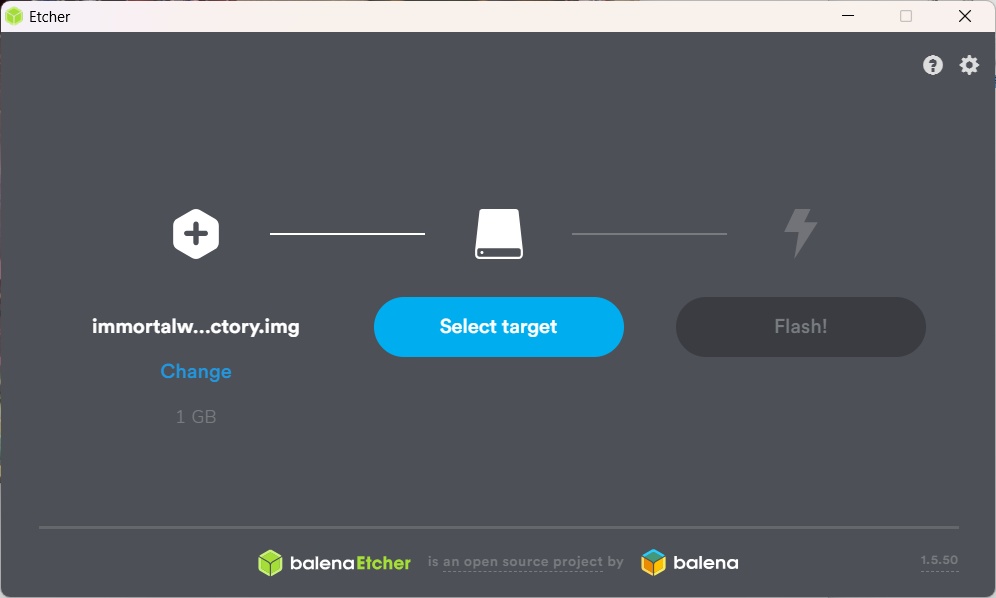 Etcher
immortalw...ctory.img
Select target
Flash!
Change
1 GB
balenaEtcher is an open source project by balena
1.5.50